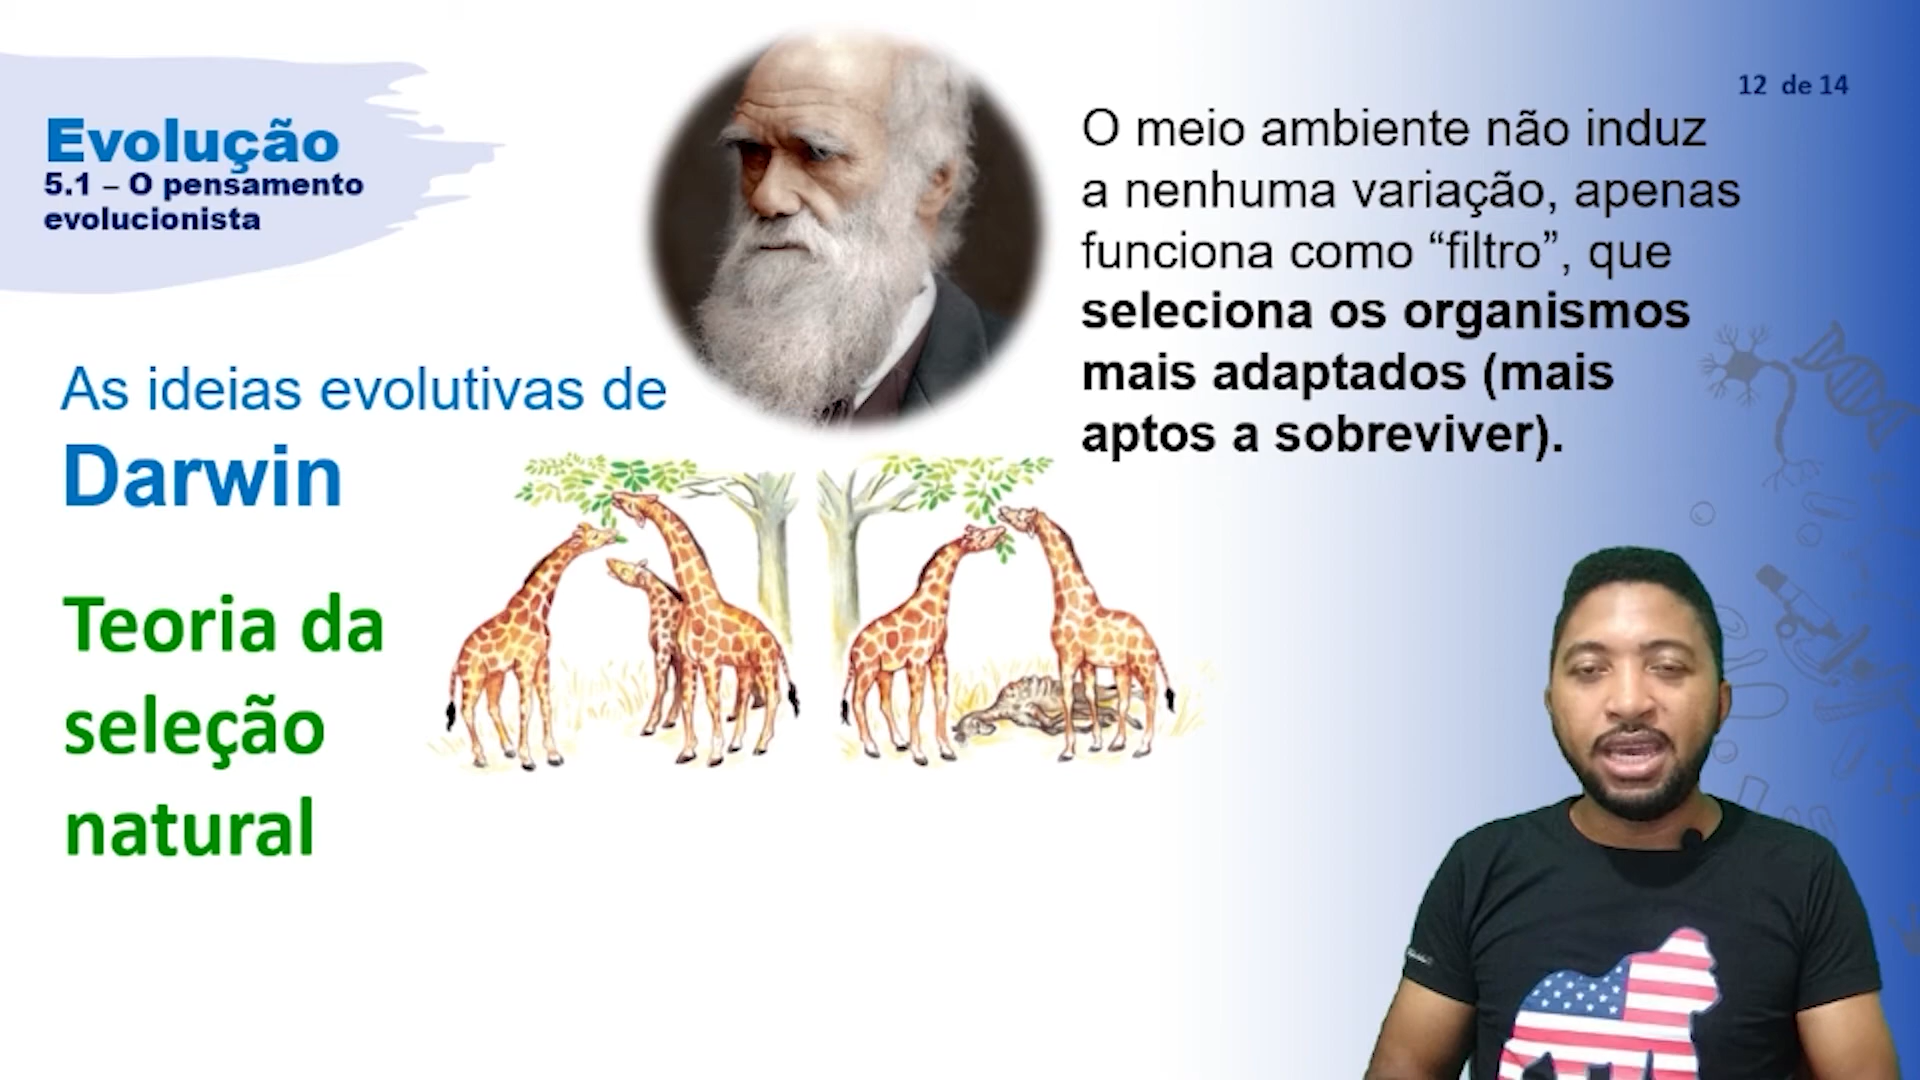 Evolução
5.1 – O pensamento
evolucionista
As ideias evolutivas de
Darwin
Teoria da
seleção
natural
12 de 14
O meio ambiente não induz
a nenhuma variação, apenas
funciona como “filtro”, que
seleciona os organismos
mais adaptados (mais
aptos a sobreviver).